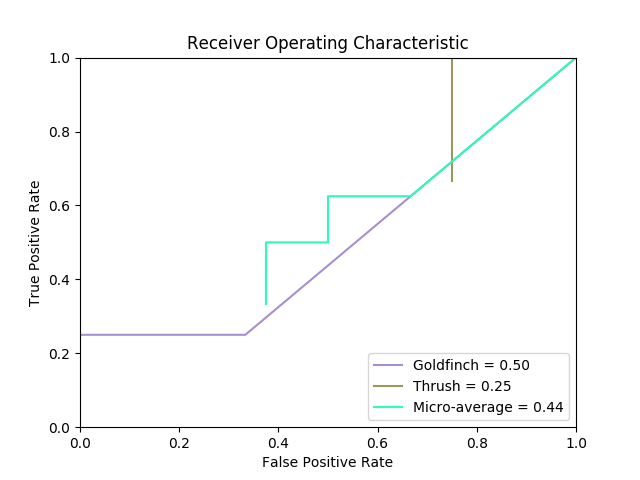 Receiver Operating Characteristic
True Positive Rate
1.0
0.8
0.6
0.4
0.2
0.0
Goldfinch = 0.50
Thrush = 0.25
Micro-average = 0.44
0.0 0.2 0.4 0.6 0.8 1.0
False Positive Rate